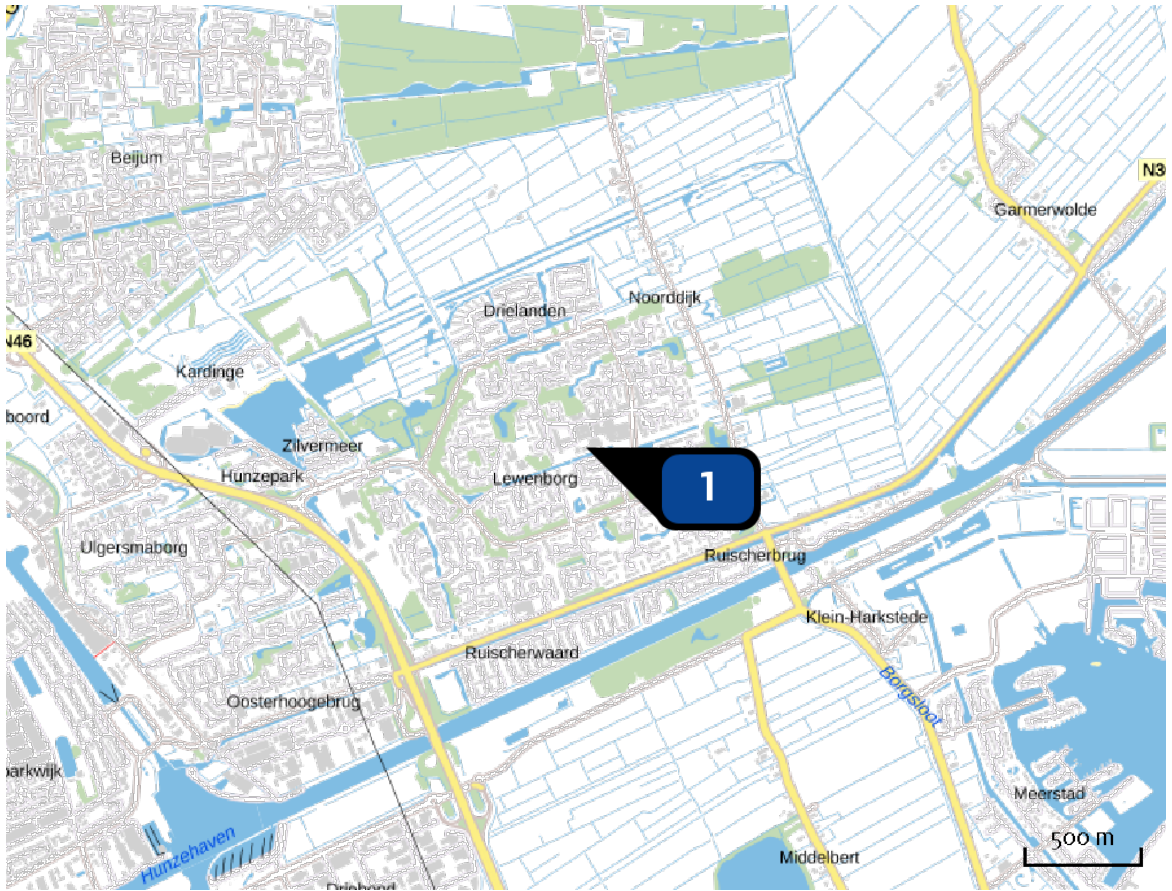 Beijum
N3
Garmerwolde
Noorddijk
Drielanden
N46
Kardinge
boord
Zilvermeer
Hunzepark
Lewenborg
1
Ulgersmaborg
Ruischerbrug
Klein-Harkstede
Ruischerwaard
Borgsloot
Oosterhoogebrug
parkwijk
Meerstad
500 m
Hunzehaven
Middelbert
Driebond